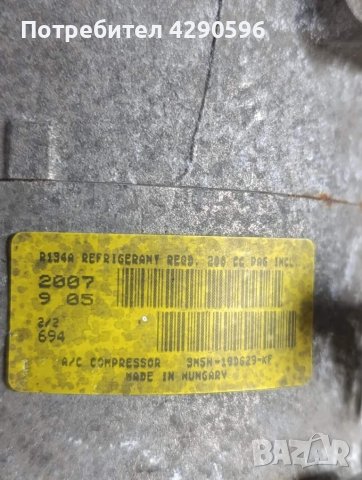 Потребител 4290596
R134A REFRIGERANT REQD. 200 CC PAG INCL.
2007
9 05
2/2
694
A/C COMPRESSOR 3M5H-19D629-KF
MADE IN HUNGARY
BAZAR